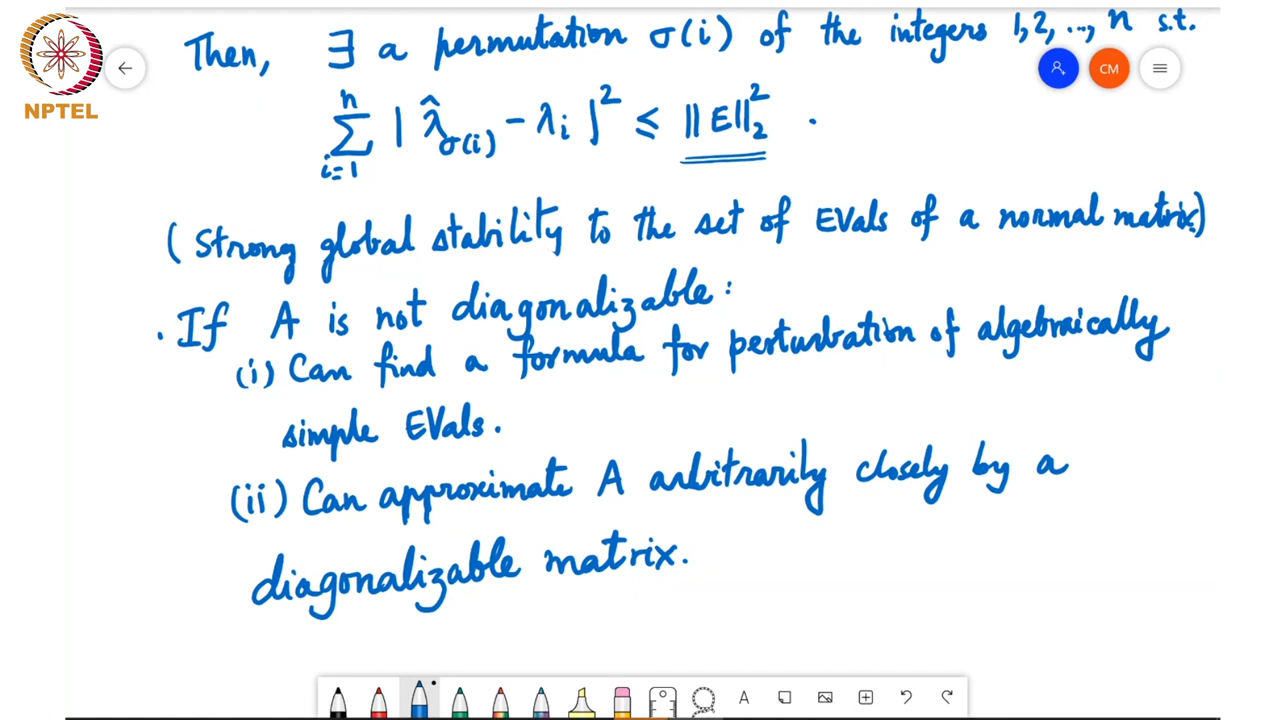 Then, ∃ a permutation σ(i) of the integers 1, 2, ..., n s.t.
NPTEL
CM
∑_{i=1}^{n} | λ̂_{σ(i)} - λ_i |^2 ≤ ||E||_2^2 .
(Strong global stability to the set of EVals of a normal matrix.)
. If A is not diagonalizable:
(i) Can find a formula for perturbation of algebraically
simple EVals.
(ii) Can approximate A arbitrarily closely by a
diagonalizable matrix.
A